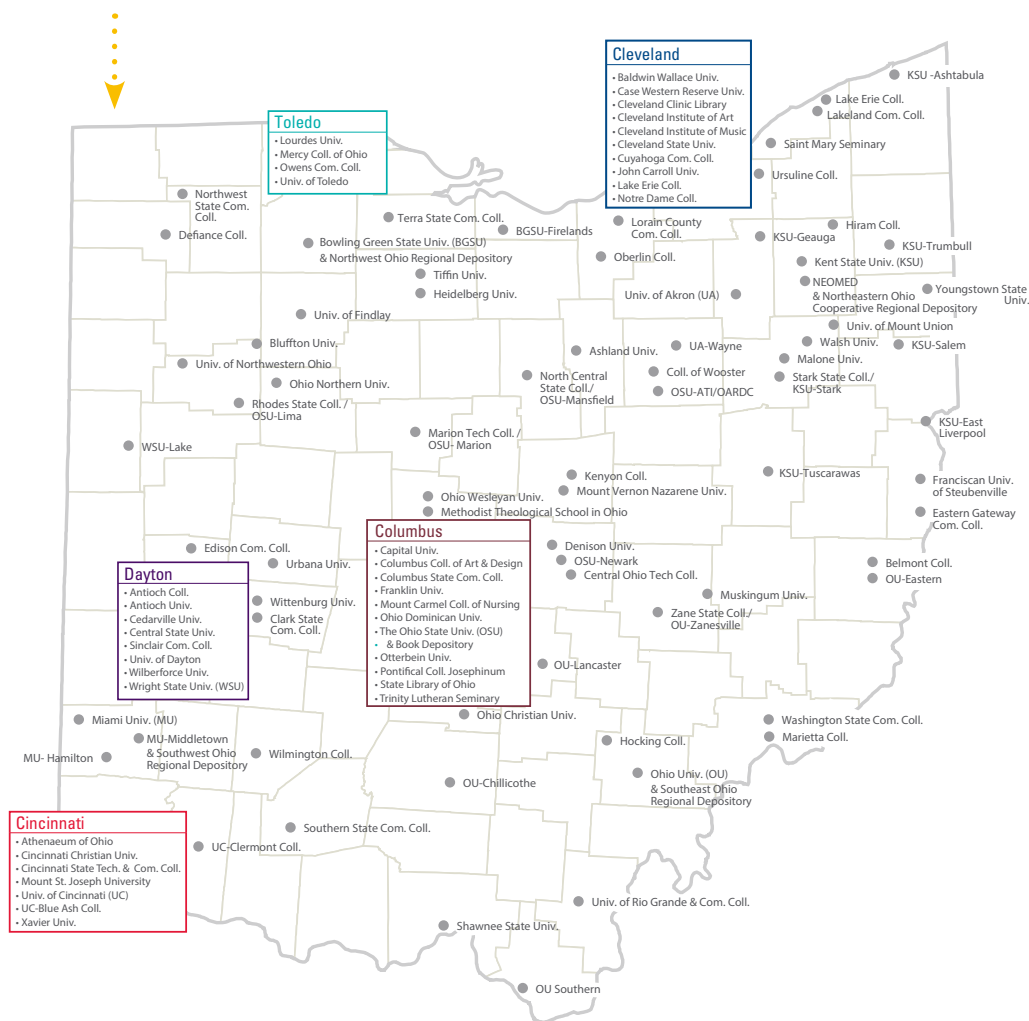 Cleveland
• Baldwin Wallace Univ.
• Case Western Reserve Univ.
• Cleveland Clinic Library
• Cleveland Institute of Art
• Cleveland Institute of Music
• Cleveland State Univ.
• Cuyahoga Com. Coll.
• John Carroll Univ.
• Lake Erie Coll.
• Notre Dame Coll.
KSU -Ashtabula
Lake Erie Coll.
Lakeland Com. Coll.
Saint Mary Seminary
Ursuline Coll.
Toledo
• Lourdes Univ.
• Mercy Coll. of Ohio
• Owens Com. Coll.
• Univ. of Toledo
Northwest
State Com.
Coll.
Defiance Coll.
Terra State Com. Coll.
BGSU-Firelands
Bowling Green State Univ. (BGSU)
& Northwest Ohio Regional Depository
Tiffin Univ.
Heidelberg Univ.
Lorain County
Com. Coll.
Oberlin Coll.
KSU-Geauga
Hiram Coll.
KSU-Trumbull
Kent State Univ. (KSU)
NEOMED
& Northeastern Ohio
Cooperative Regional Depository
Youngstown State
Univ.
Univ. of Akron (UA)
Univ. of Findlay
Bluffton Univ.
Univ. of Northwestern Ohio
Ohio Northern Univ.
Rhodes State Coll. /
OSU-Lima
Ashland Univ.
UA-Wayne
North Central
State Coll./
OSU-Mansfield
Coll. of Wooster
OSU-ATI/OARDC
Univ. of Mount Union
Walsh Univ.
KSU-Salem
Malone Univ.
Stark State Coll./
KSU-Stark
KSU-East
Liverpool
WSU-Lake
Marion Tech Coll. /
OSU- Marion
Kenyon Coll.
Mount Vernon Nazarene Univ.
KSU-Tuscarawas
Franciscan Univ.
of Steubenville
Eastern Gateway
Com. Coll.
Ohio Wesleyan Univ.
Methodist Theological School in Ohio
Columbus
• Capital Univ.
• Columbus Coll. of Art & Design
• Columbus State Com. Coll.
• Franklin Univ.
• Mount Carmel Coll. of Nursing
• Ohio Dominican Univ.
• The Ohio State Univ. (OSU)
• & Book Depository
• Otterbein Univ.
• Pontifical Coll. Josephinum
• State Library of Ohio
• Trinity Lutheran Seminary
Edison Com. Coll.
Urbana Univ.
Dayton
• Antioch Coll.
• Antioch Univ.
• Cedarville Univ.
• Central State Univ.
• Sinclair Com. Coll.
• Univ. of Dayton
• Wilberforce Univ.
• Wright State Univ. (WSU)
Wittenburg Univ.
Clark State
Com. Coll.
Denison Univ.
OSU-Newark
Central Ohio Tech Coll.
Belmont Coll.
OU-Eastern
Muskingum Univ.
Zane State Coll./
OU-Zanesville
OU-Lancaster
Ohio Christian Univ.
Washington State Com. Coll.
Marietta Coll.
Miami Univ. (MU)
MU-Middletown
& Southwest Ohio
Regional Depository
MU- Hamilton
Wilmington Coll.
Hocking Coll.
OU-Chillicothe
Ohio Univ. (OU)
& Southeast Ohio
Regional Depository
Cincinnati
• Athenaeum of Ohio
• Cincinnati Christian Univ.
• Cincinnati State Tech. & Com. Coll.
• Mount St. Joseph University
• Univ. of Cincinnati (UC)
• UC-Blue Ash Coll.
• Xavier Univ.
Southern State Com. Coll.
UC-Clermont Coll.
Univ. of Rio Grande & Com. Coll.
Shawnee State Univ.
OU Southern